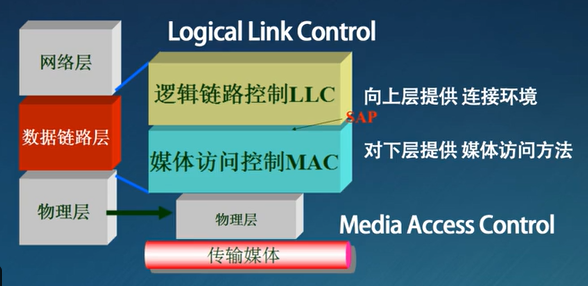 Logical Link Control
网络层
逻辑链路控制LLC
向上层提供 连接环境
SAP
数据链路层
媒体访问控制MAC
对下层提供 媒体访问方法
物理层
物理层
Media Access Control
传输媒体